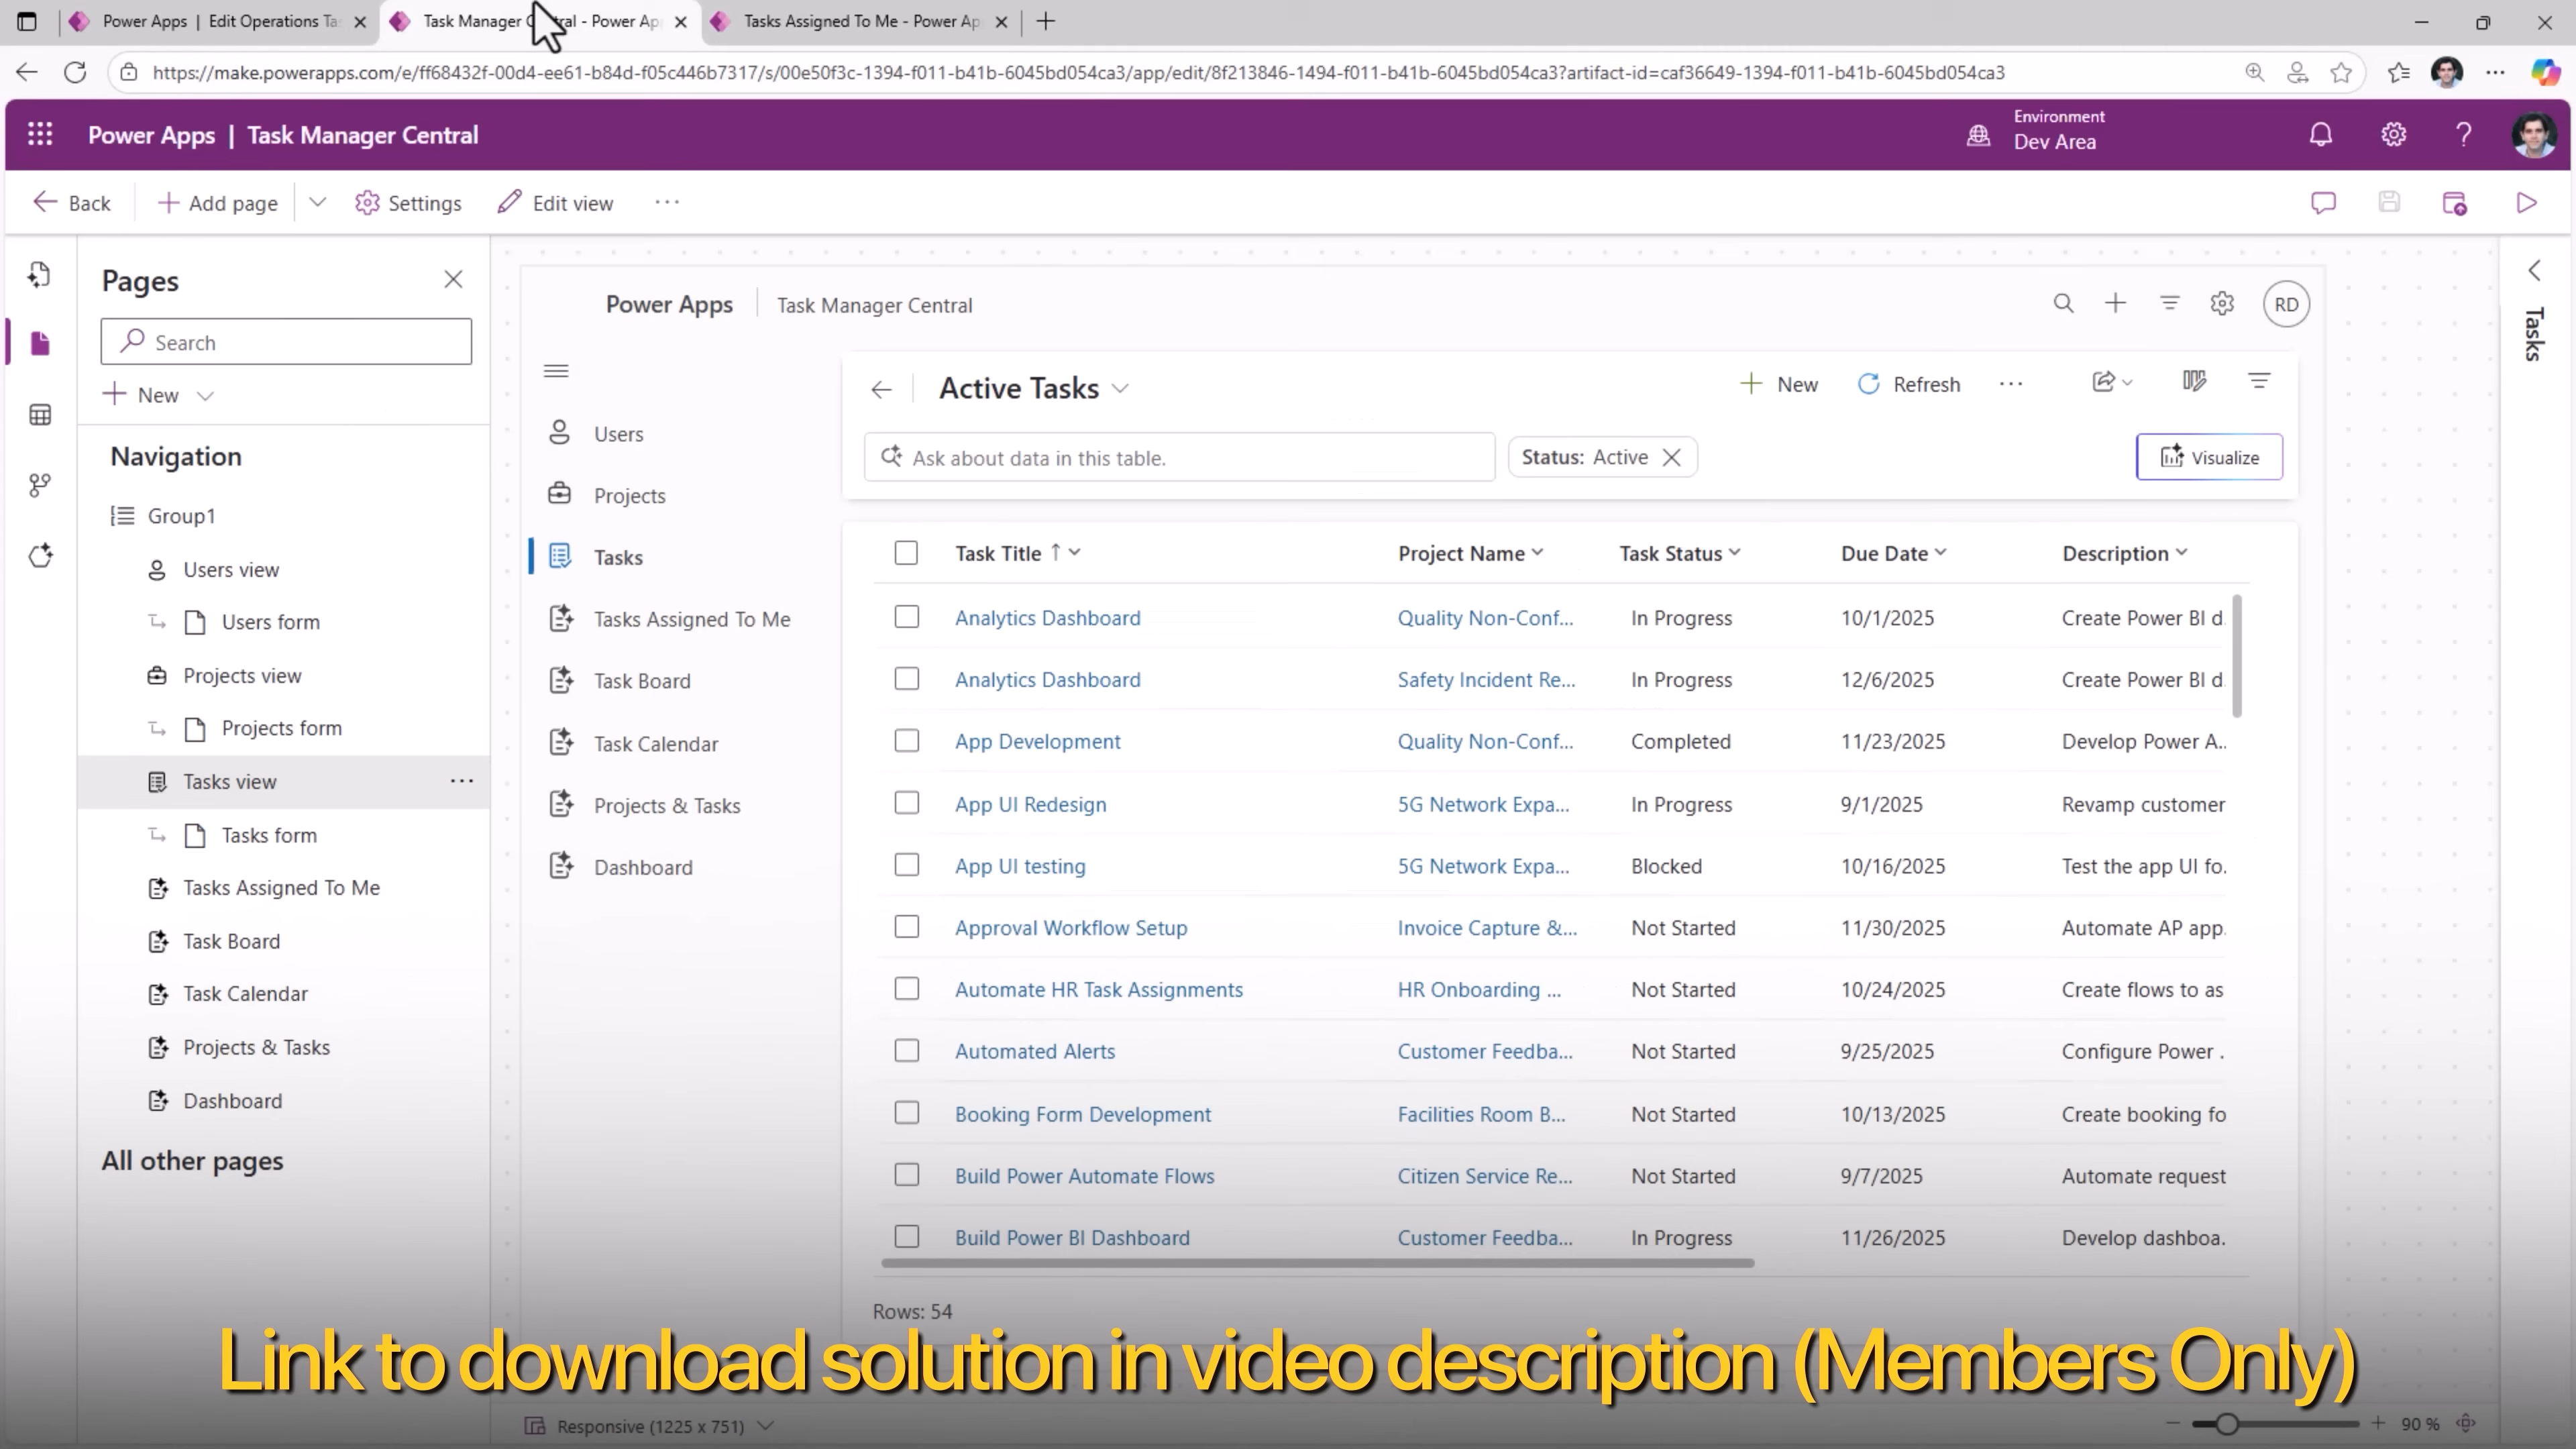 Power Apps | Edit Operations Ta
Task Manager C tral - Power Ap
Tasks Assigned To Me - Power Ap
https://make.powerapps.com/e/ff68432f-00d4-ee61-b84d-f05c446b7317/s/00e50f3c-1394-f011-b41b-6045bd054ca3/app/edit/8f213846-1494-f011-b41b-6045bd054ca3?artifact-id=caf36649-1394-f011-b41b-6045bd054ca3
Power Apps | Task Manager Central
Environment
Dev Area
Back
Add page
Settings
Edit view
Pages
Search
New
Navigation
Group1
Users view
Users form
Projects view
Projects form
Tasks view
Tasks form
Tasks Assigned To Me
Task Board
Task Calendar
Projects & Tasks
Dashboard
All other pages
Power Apps
Task Manager Central
RD
Users
Projects
Tasks
Tasks Assigned To Me
Task Board
Task Calendar
Projects & Tasks
Dashboard
Active Tasks
New
Refresh
Ask about data in this table.
Status: Active
Visualize
Task Title Project Name Task Status Due Date Description
Analytics Dashboard Quality Non-Conf... In Progress 10/1/2025 Create Power BI d
Analytics Dashboard Safety Incident Re... In Progress 12/6/2025 Create Power BI d
App Development Quality Non-Conf... Completed 11/23/2025 Develop Power A..
App UI Redesign 5G Network Expa... In Progress 9/1/2025 Revamp customer
App UI testing 5G Network Expa... Blocked 10/16/2025 Test the app UI fo.
Approval Workflow Setup Invoice Capture &... Not Started 11/30/2025 Automate AP app.
Automate HR Task Assignments HR Onboarding ... Not Started 10/24/2025 Create flows to as
Automated Alerts Customer Feedba... Not Started 9/25/2025 Configure Power .
Booking Form Development Facilities Room B... Not Started 10/13/2025 Create booking fo
Build Power Automate Flows Citizen Service Re... Not Started 9/7/2025 Automate request
Build Power BI Dashboard Customer Feedba... In Progress 11/26/2025 Develop dashboa.
Rows: 54
Tasks
Link to download solution in video description (Members Only)
Responsive (1225 x 751)
90 %